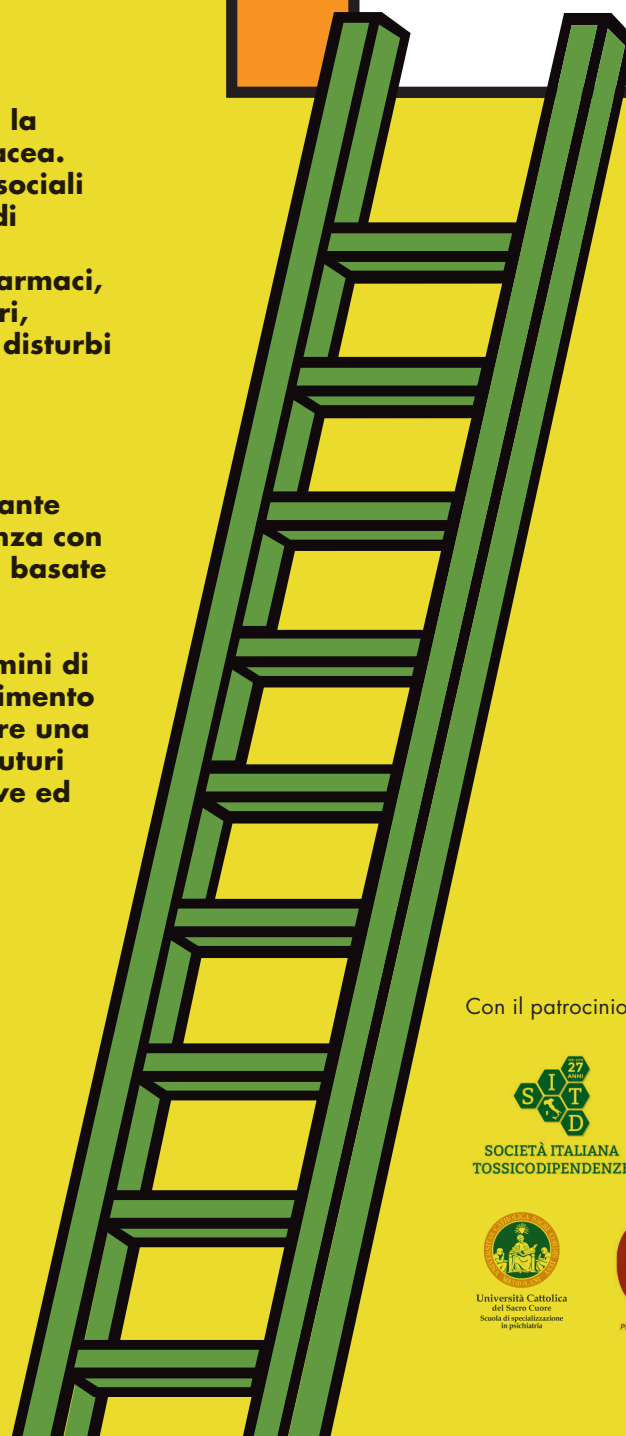 la
acea.
sociali
di
armaci,
ri,
disturbi
ante
nza con
basate
mini di
imento
re una
uturi
ve ed
Con il patrocinio
27
ANNI
S I T D
SOCIETÀ ITALIANA
TOSSICODIPENDENZE
Università Cattolica
del Sacro Cuore
Scuola di specializzazione
in psichiatria